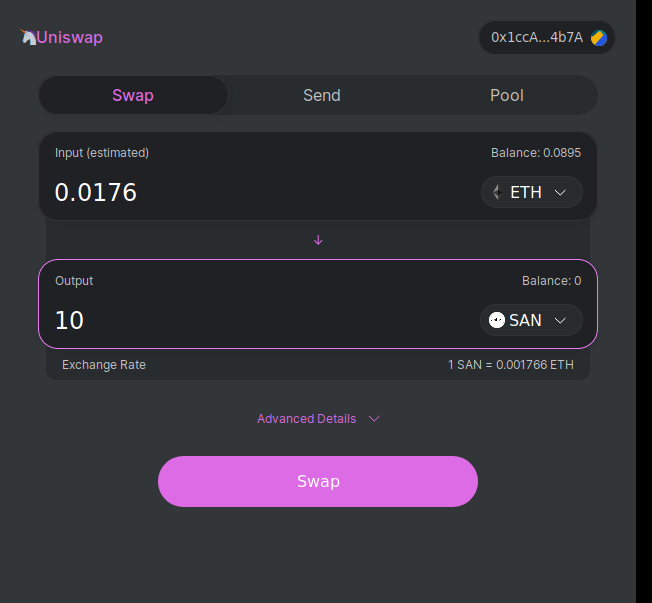 Uniswap
0x1ccA...4b7A
Swap Send Pool
Input (estimated) Balance: 0.0895
0.0176 ETH
Output Balance: 0
10 SAN
Exchange Rate 1 SAN = 0.001766 ETH
Advanced Details
Swap